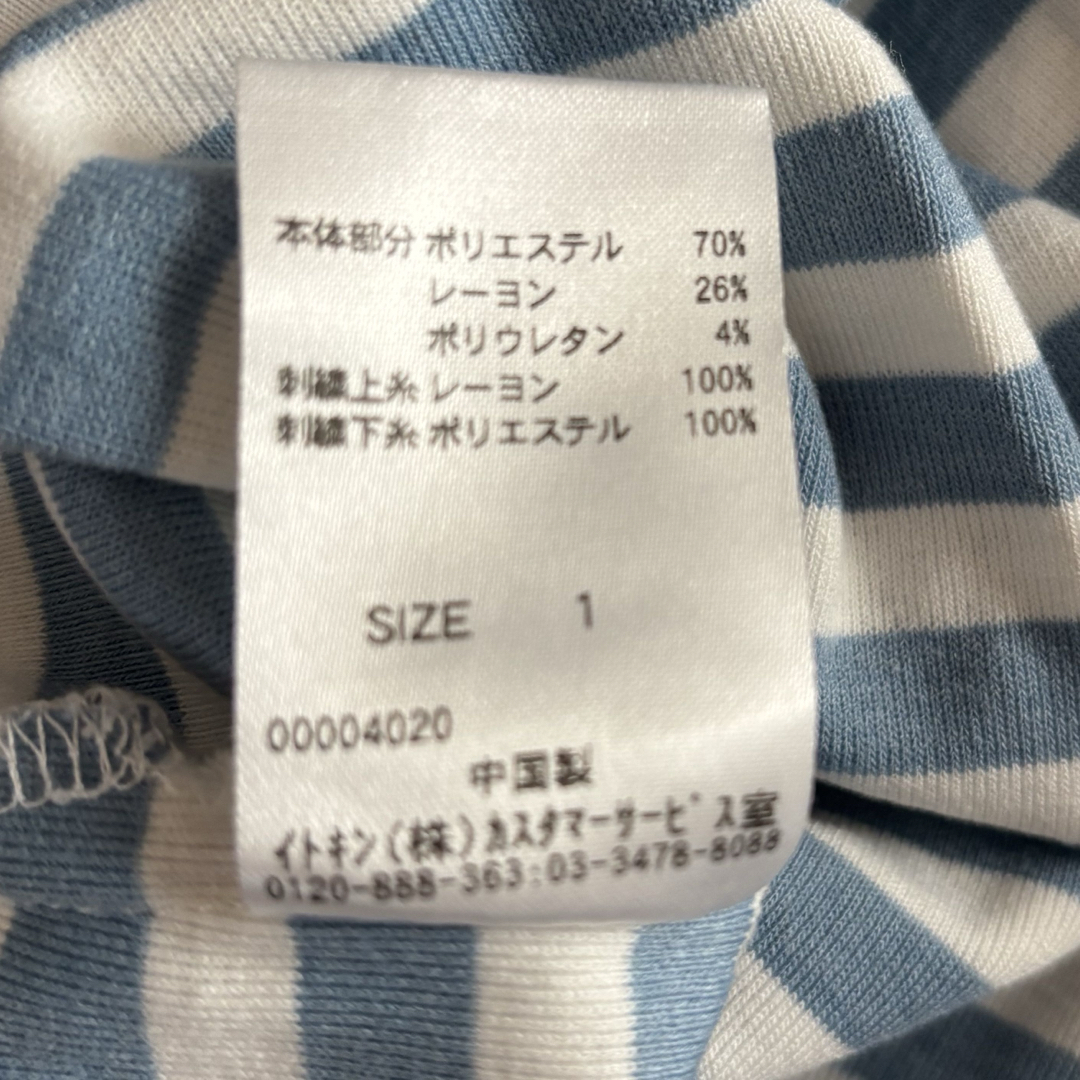 本体部分 ポリエステル 70%
レーヨン 26%
ポリウレタン 4%
刺繍上糸 レーヨン 100%
刺繍下糸 ポリエステル 100%
SIZE 1
00004020
中国製
イトキン(株)カスタマーサービス室
0120-888-363:03-3478-8088